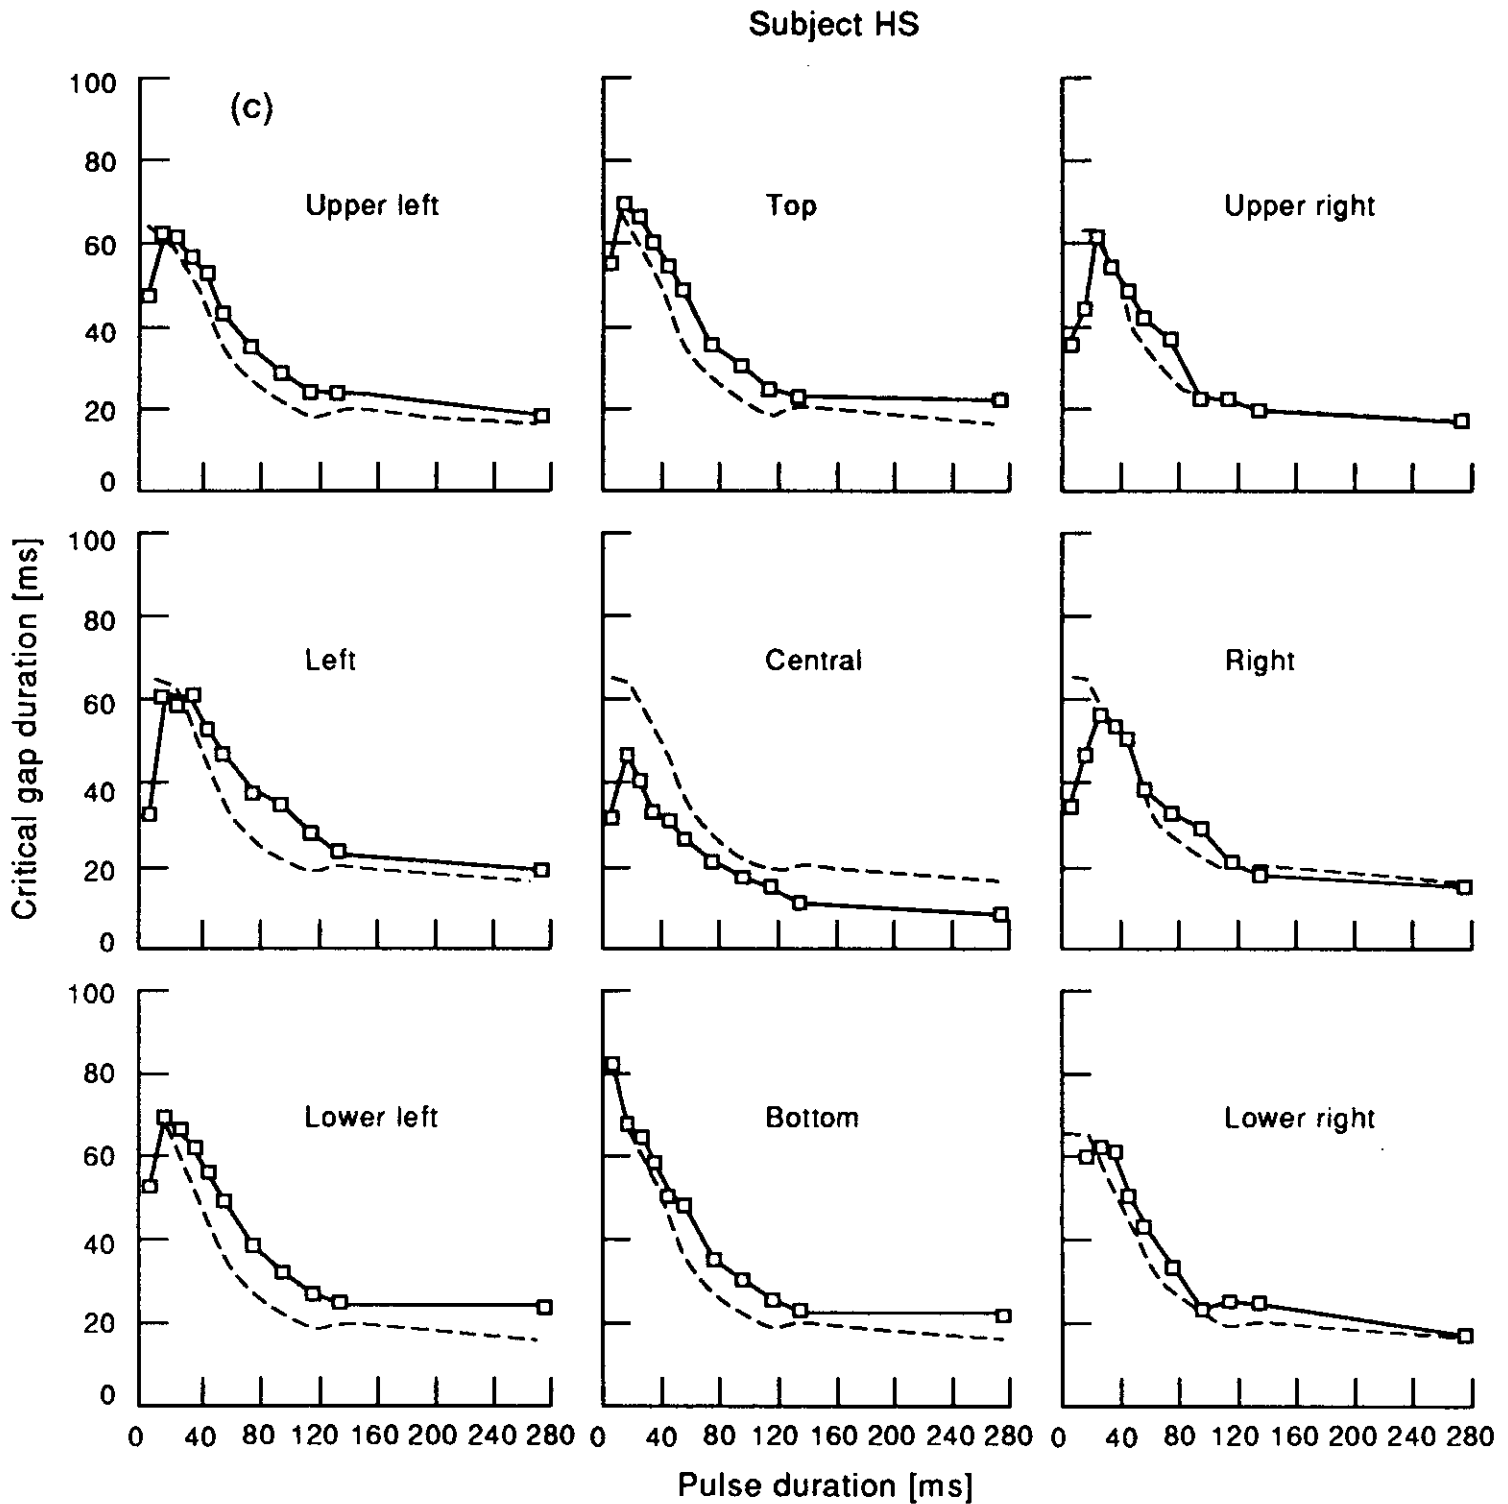 Subject HS
(c)
100
80
60
40
20
0
Upper left
Top
Upper right
Critical gap duration [ms]
100
80
60
40
20
0
Left
Central
Right
100
80
60
40
20
0
Lower left
Bottom
Lower right
0 40 80 120 160 200 240 280
0 40 80 120 160 200 240 280
0 40 80 120 160 200 240 280
Pulse duration [ms]